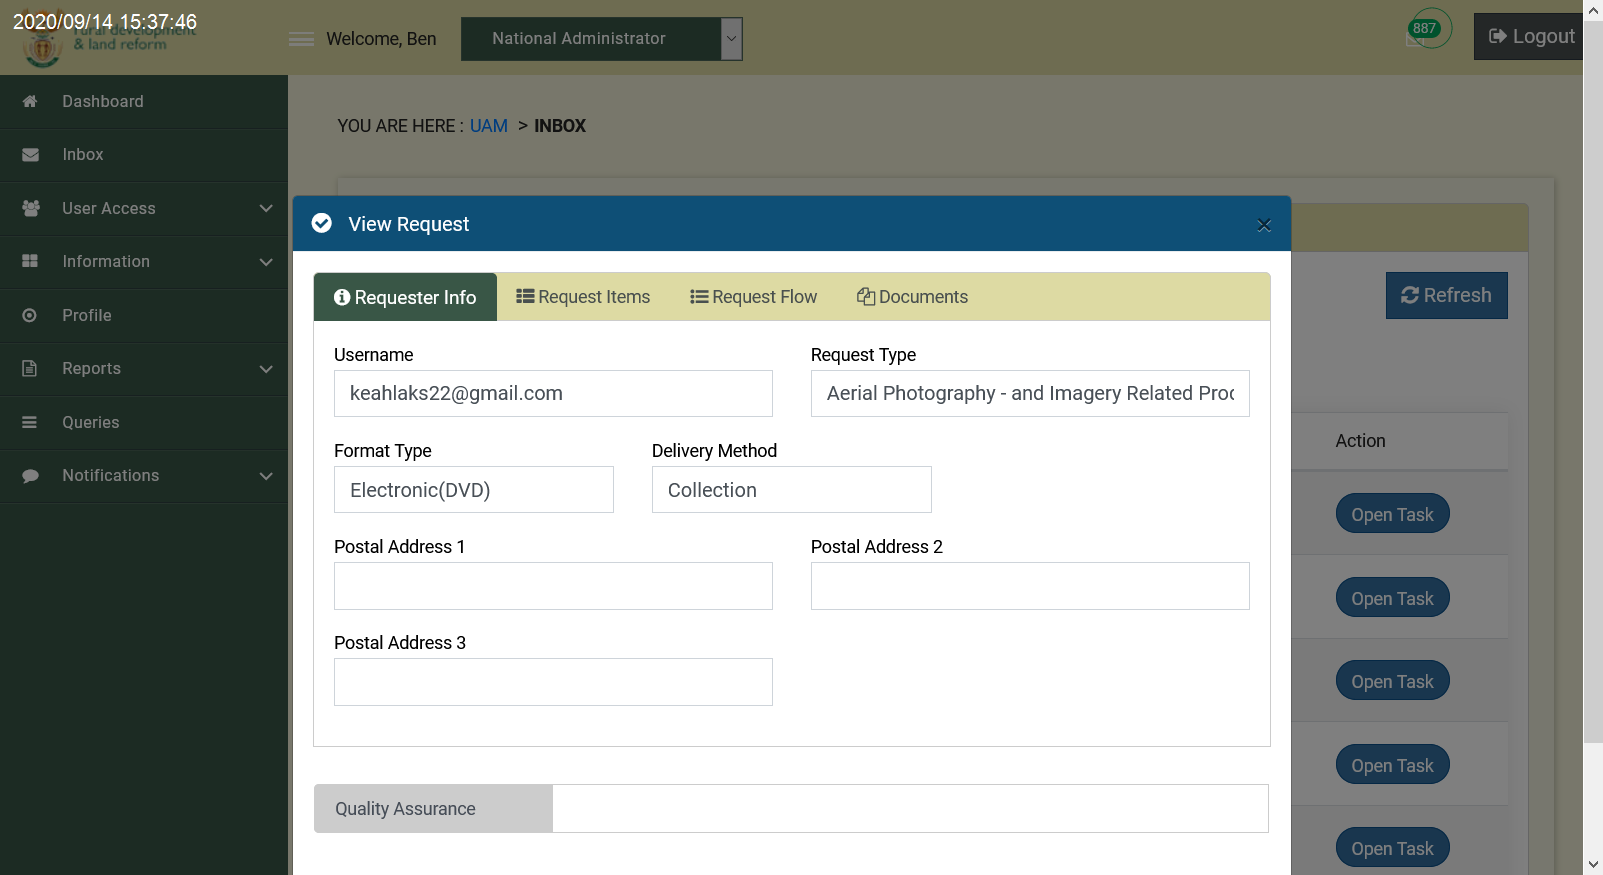 2020/09/14 15:37:46
rural development
& land reform
Welcome, Ben
National Administrator
887
Logout
Dashboard
Inbox
User Access
Information
Profile
Reports
Queries
Notifications
YOU ARE HERE : UAM > INBOX
View Request
Refresh
Requester Info
Request Items
Request Flow
Documents
Username
Request Type
keahlaks22@gmail.com
Aerial Photography - and Imagery Related Proc
Format Type
Delivery Method
Electronic(DVD)
Collection
Postal Address 1
Postal Address 2
Postal Address 3
Quality Assurance
Action
Open Task
Open Task
Open Task
Open Task
Open Task